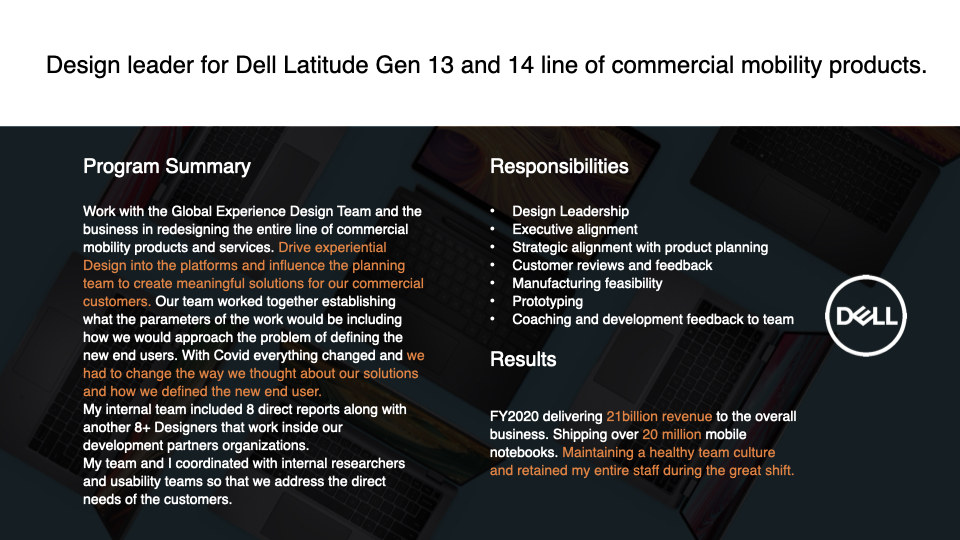 Design leader for Dell Latitude Gen 13 and 14 line of commercial mobility products.
Program Summary
Work with the Global Experience Design Team and the
business in redesigning the entire line of commercial
mobility products and services. Drive experiential
Design into the platforms and influence the planning
team to create meaningful solutions for our commercial
customers. Our team worked together establishing
what the parameters of the work would be including
how we would approach the problem of defining the
new end users. With Covid everything changed and we
had to change the way we thought about our solutions
and how we defined the new end user.
My internal team included 8 direct reports along with
another 8+ Designers that work inside our
development partners organizations.
My team and I coordinated with internal researchers
and usability teams so that we address the direct
needs of the customers.
Responsibilities
• Design Leadership
• Executive alignment
• Strategic alignment with product planning
• Customer reviews and feedback
• Manufacturing feasibility
• Prototyping
• Coaching and development feedback to team
Results
FY2020 delivering 21billion revenue to the overall
business. Shipping over 20 million mobile
notebooks. Maintaining a healthy team culture
and retained my entire staff during the great shift.
DELL